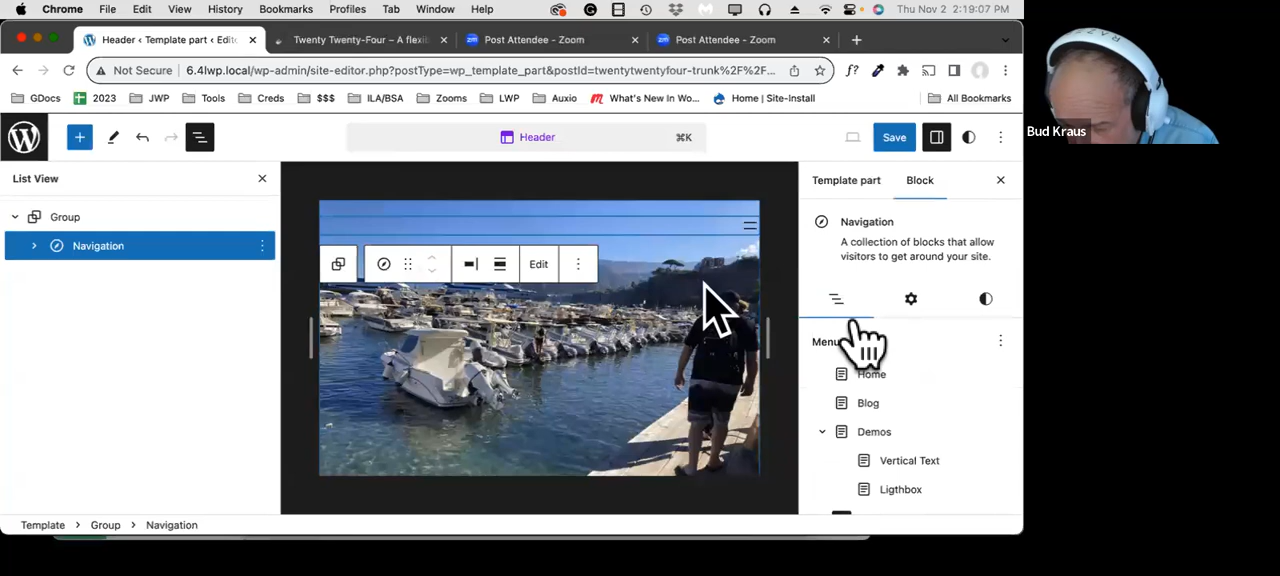 Chrome File Edit View History Bookmarks Profiles Tab Window Help Thu Nov 2 2:19:07 PM
Header ‹ Template part ‹ Edit Twenty Twenty-Four – A flexib Post Attendee - Zoom Post Attendee - Zoom
Not Secure 6.4lwp.local/wp-admin/site-editor.php?postType=wp_template_part&postId=twentytwentyfour-trunk%2F%2F...
GDocs 2023 JWP Tools Creds $$$ ILA/BSA Zooms LWP Auxio What's New In Wo... Home | Site-Install All Bookmarks
Bud Kraus
Header ⌘K Save
List View
Template part Block
Group
Navigation
Navigation
A collection of blocks that allow
visitors to get around your site.
Edit
Menu
Home
Blog
Demos
Vertical Text
Ligthbox
Template > Group > Navigation